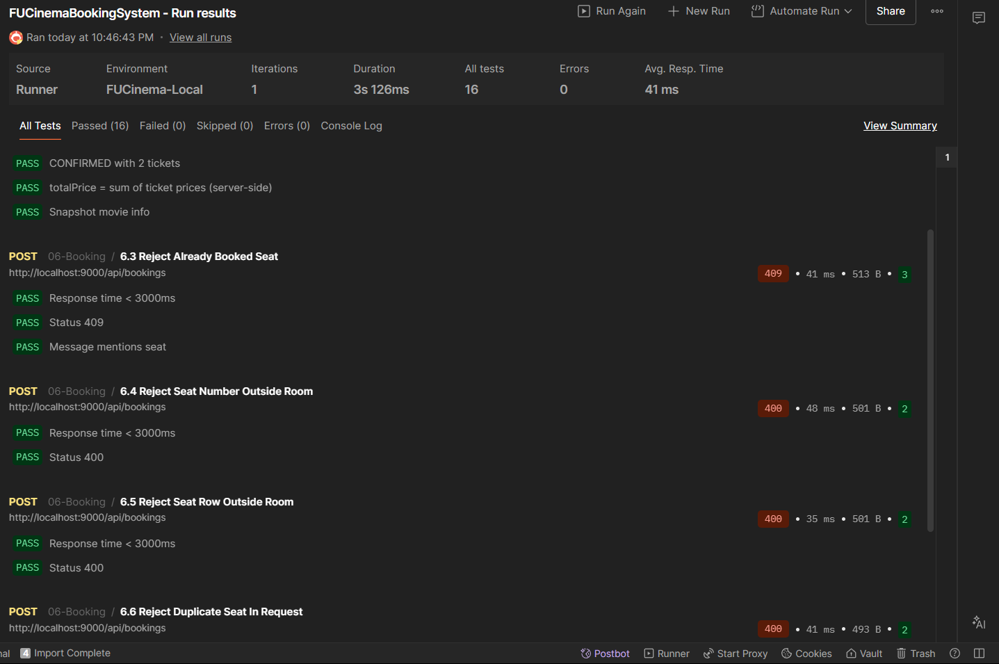 FUCinemaBookingSystem - Run results
Run Again
New Run
Automate Run
Share
Ran today at 10:46:43 PM · View all runs
Source Environment Iterations Duration All tests Errors Avg. Resp. Time
Runner FUCinema-Local 1 3s 126ms 16 0 41 ms
All Tests Passed (16) Failed (0) Skipped (0) Errors (0) Console Log View Summary
1
PASS CONFIRMED with 2 tickets
PASS totalPrice = sum of ticket prices (server-side)
PASS Snapshot movie info
POST 06-Booking / 6.3 Reject Already Booked Seat
http://localhost:9000/api/bookings
409 • 41 ms • 513 B • 3
PASS Response time < 3000ms
PASS Status 409
PASS Message mentions seat
POST 06-Booking / 6.4 Reject Seat Number Outside Room
http://localhost:9000/api/bookings
400 • 48 ms • 501 B • 2
PASS Response time < 3000ms
PASS Status 400
POST 06-Booking / 6.5 Reject Seat Row Outside Room
http://localhost:9000/api/bookings
400 • 35 ms • 501 B • 2
PASS Response time < 3000ms
PASS Status 400
POST 06-Booking / 6.6 Reject Duplicate Seat In Request
http://localhost:9000/api/bookings
400 • 41 ms • 493 B • 2
AI
nal 4 Import Complete Postbot Runner Start Proxy Cookies Vault Trash